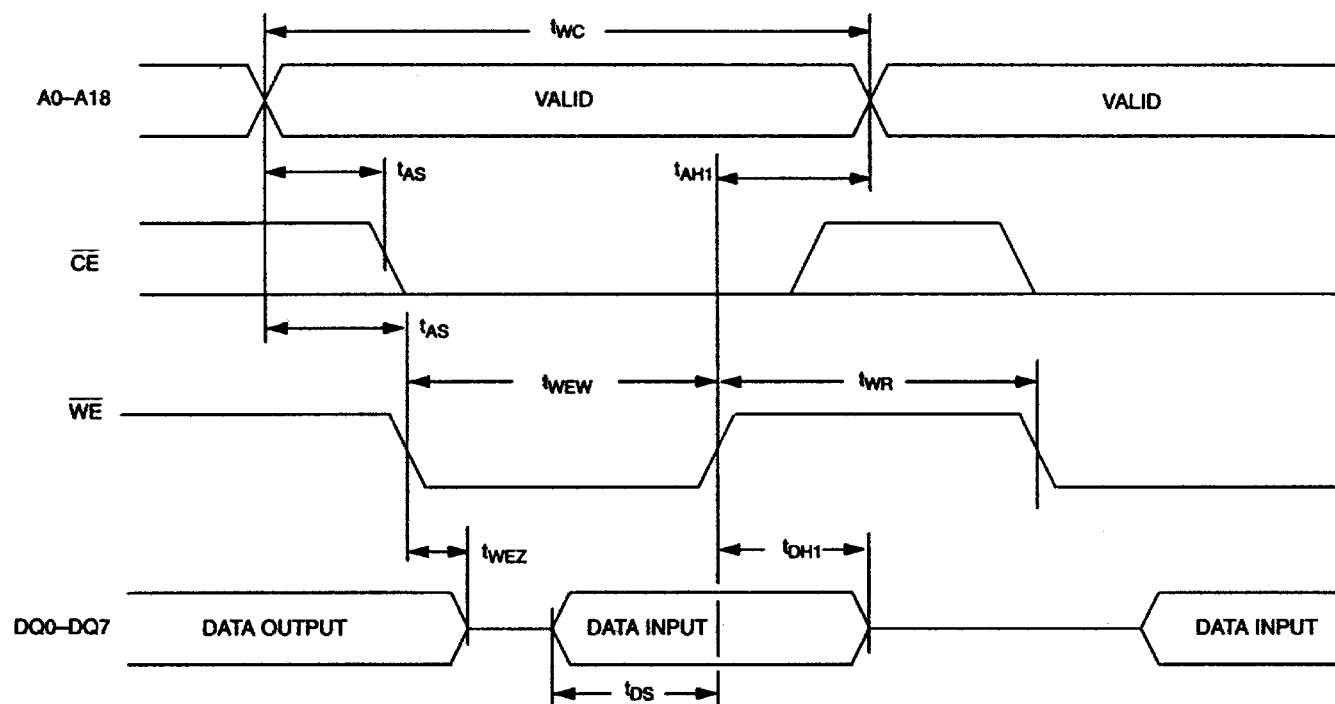 tWC
A0–A18 VALID VALID
tAS tAH1
CE
tAS
tWEW tWR
WE
tWEZ tDH1
DQ0–DQ7 DATA OUTPUT DATA INPUT DATA INPUT
tDS